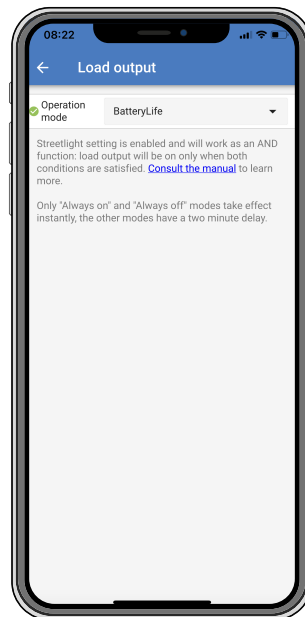 08:22
Load output
Operation
mode
BatteryLife
Streetlight setting is enabled and will work as an AND
function: load output will be on only when both
conditions are satisfied. Consult the manual to learn
more.
Only "Always on" and "Always off" modes take effect
instantly, the other modes have a two minute delay.